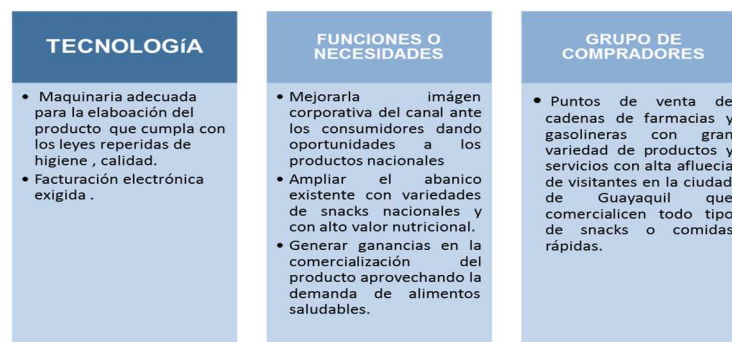 TECNOLOGíA
• Maquinaria adecuada
para la elaboación del
producto que cumpla con
los leyes reperidas de
higiene , calidad.
• Facturación electrónica
exigida .
FUNCIONES O
NECESIDADES
• Mejorarla imágen
corporativa del canal ante
los consumidores dando
oportunidades a los
productos nacionales
• Ampliar el abanico
existente con variedades
de snacks nacionales y
con alto valor nutricional.
• Generar ganancias en la
comercialización del
producto aprovechando la
demanda de alimentos
saludables.
GRUPO DE
COMPRADORES
• Puntos de venta de
cadenas de farmacias y
gasolineras con gran
variedad de productos y
servicios con alta afluecia
de visitantes en la ciudad
de Guayaquil que
comercialicen todo tipo
de snacks o comidas
rápidas.